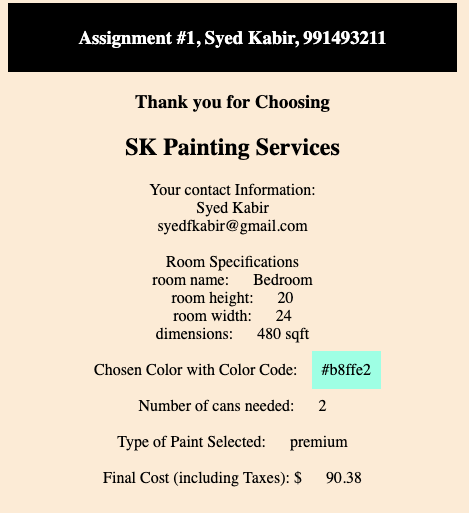 Assignment #1, Syed Kabir, 991493211
Thank you for Choosing
SK Painting Services
Your contact Information:
Syed Kabir
syedfkabir@gmail.com
Room Specifications
room name: Bedroom
room height: 20
room width: 24
dimensions: 480 sqft
Chosen Color with Color Code: #b8ffe2
Number of cans needed: 2
Type of Paint Selected: premium
Final Cost (including Taxes): $ 90.38